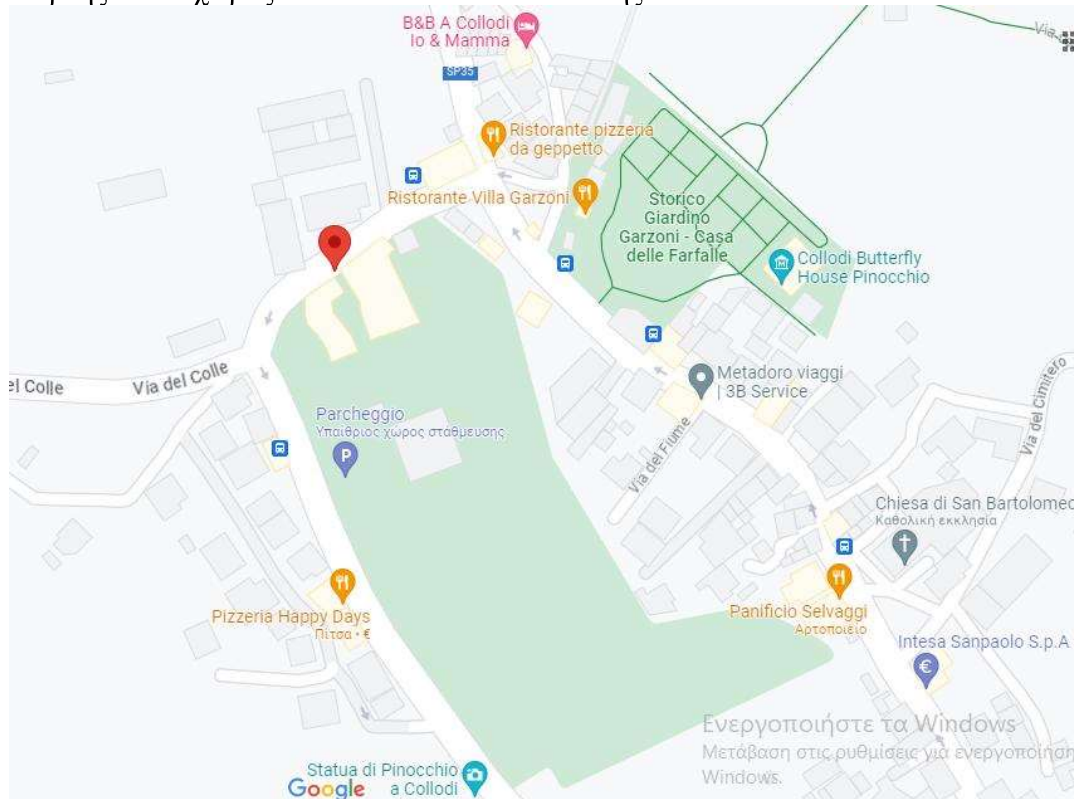 B&B A Collodi
Io & Mamma
SP35
Ristorante pizzeria
da geppetto
Ristorante Villa Garzoni
Storico
Giardino
Garzoni - Casa
delle Farfalle
Collodi Butterfly
House Pinocchio
el Colle
Via del Colle
Metadoro viaggi
| 3B Service
Via del Cimitero
Parcheggio
Υπαίθριος χώρος στάθμευσης
P
Via del Fiume
Chiesa di San Bartolomeo
Καθολική εκκλησία
Pizzeria Happy Days
Πίτσα • €
Panificio Selvaggi
Αρτοποιείο
Intesa Sanpaolo S.p.A
€
Ενεργοποιήστε τα Windows
Μετάβαση στις ρυθμίσεις για ενεργοποίηση
Windows.
Statua di Pinocchio
a Collodi
Google